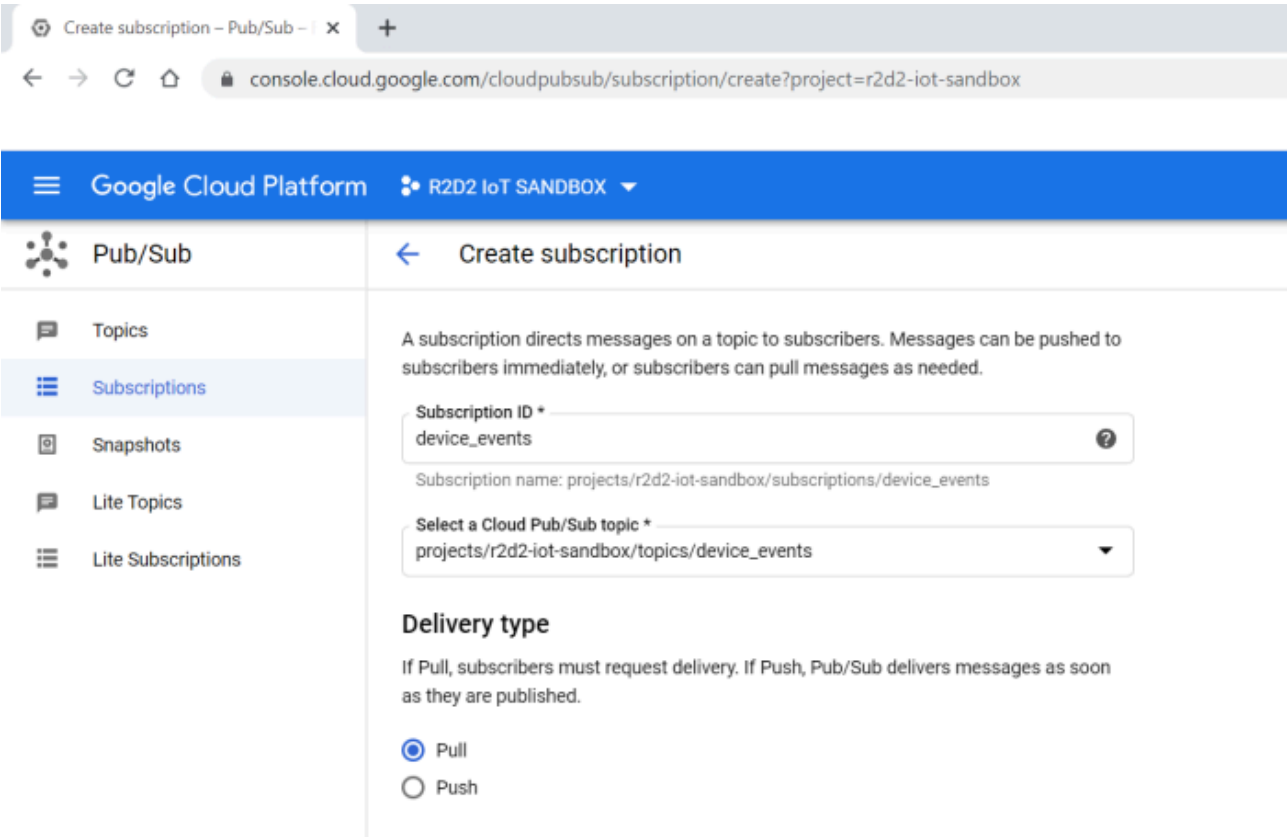 Create subscription – Pub/Sub –
console.cloud.google.com/cloudpubsub/subscription/create?project=r2d2-iot-sandbox
Google Cloud Platform R2D2 IoT SANDBOX
Pub/Sub
Create subscription
Topics
Subscriptions
Snapshots
Lite Topics
Lite Subscriptions
A subscription directs messages on a topic to subscribers. Messages can be pushed to
subscribers immediately, or subscribers can pull messages as needed.
Subscription ID *
device_events
Subscription name: projects/r2d2-iot-sandbox/subscriptions/device_events
Select a Cloud Pub/Sub topic *
projects/r2d2-iot-sandbox/topics/device_events
Delivery type
If Pull, subscribers must request delivery. If Push, Pub/Sub delivers messages as soon
as they are published.
Pull
Push